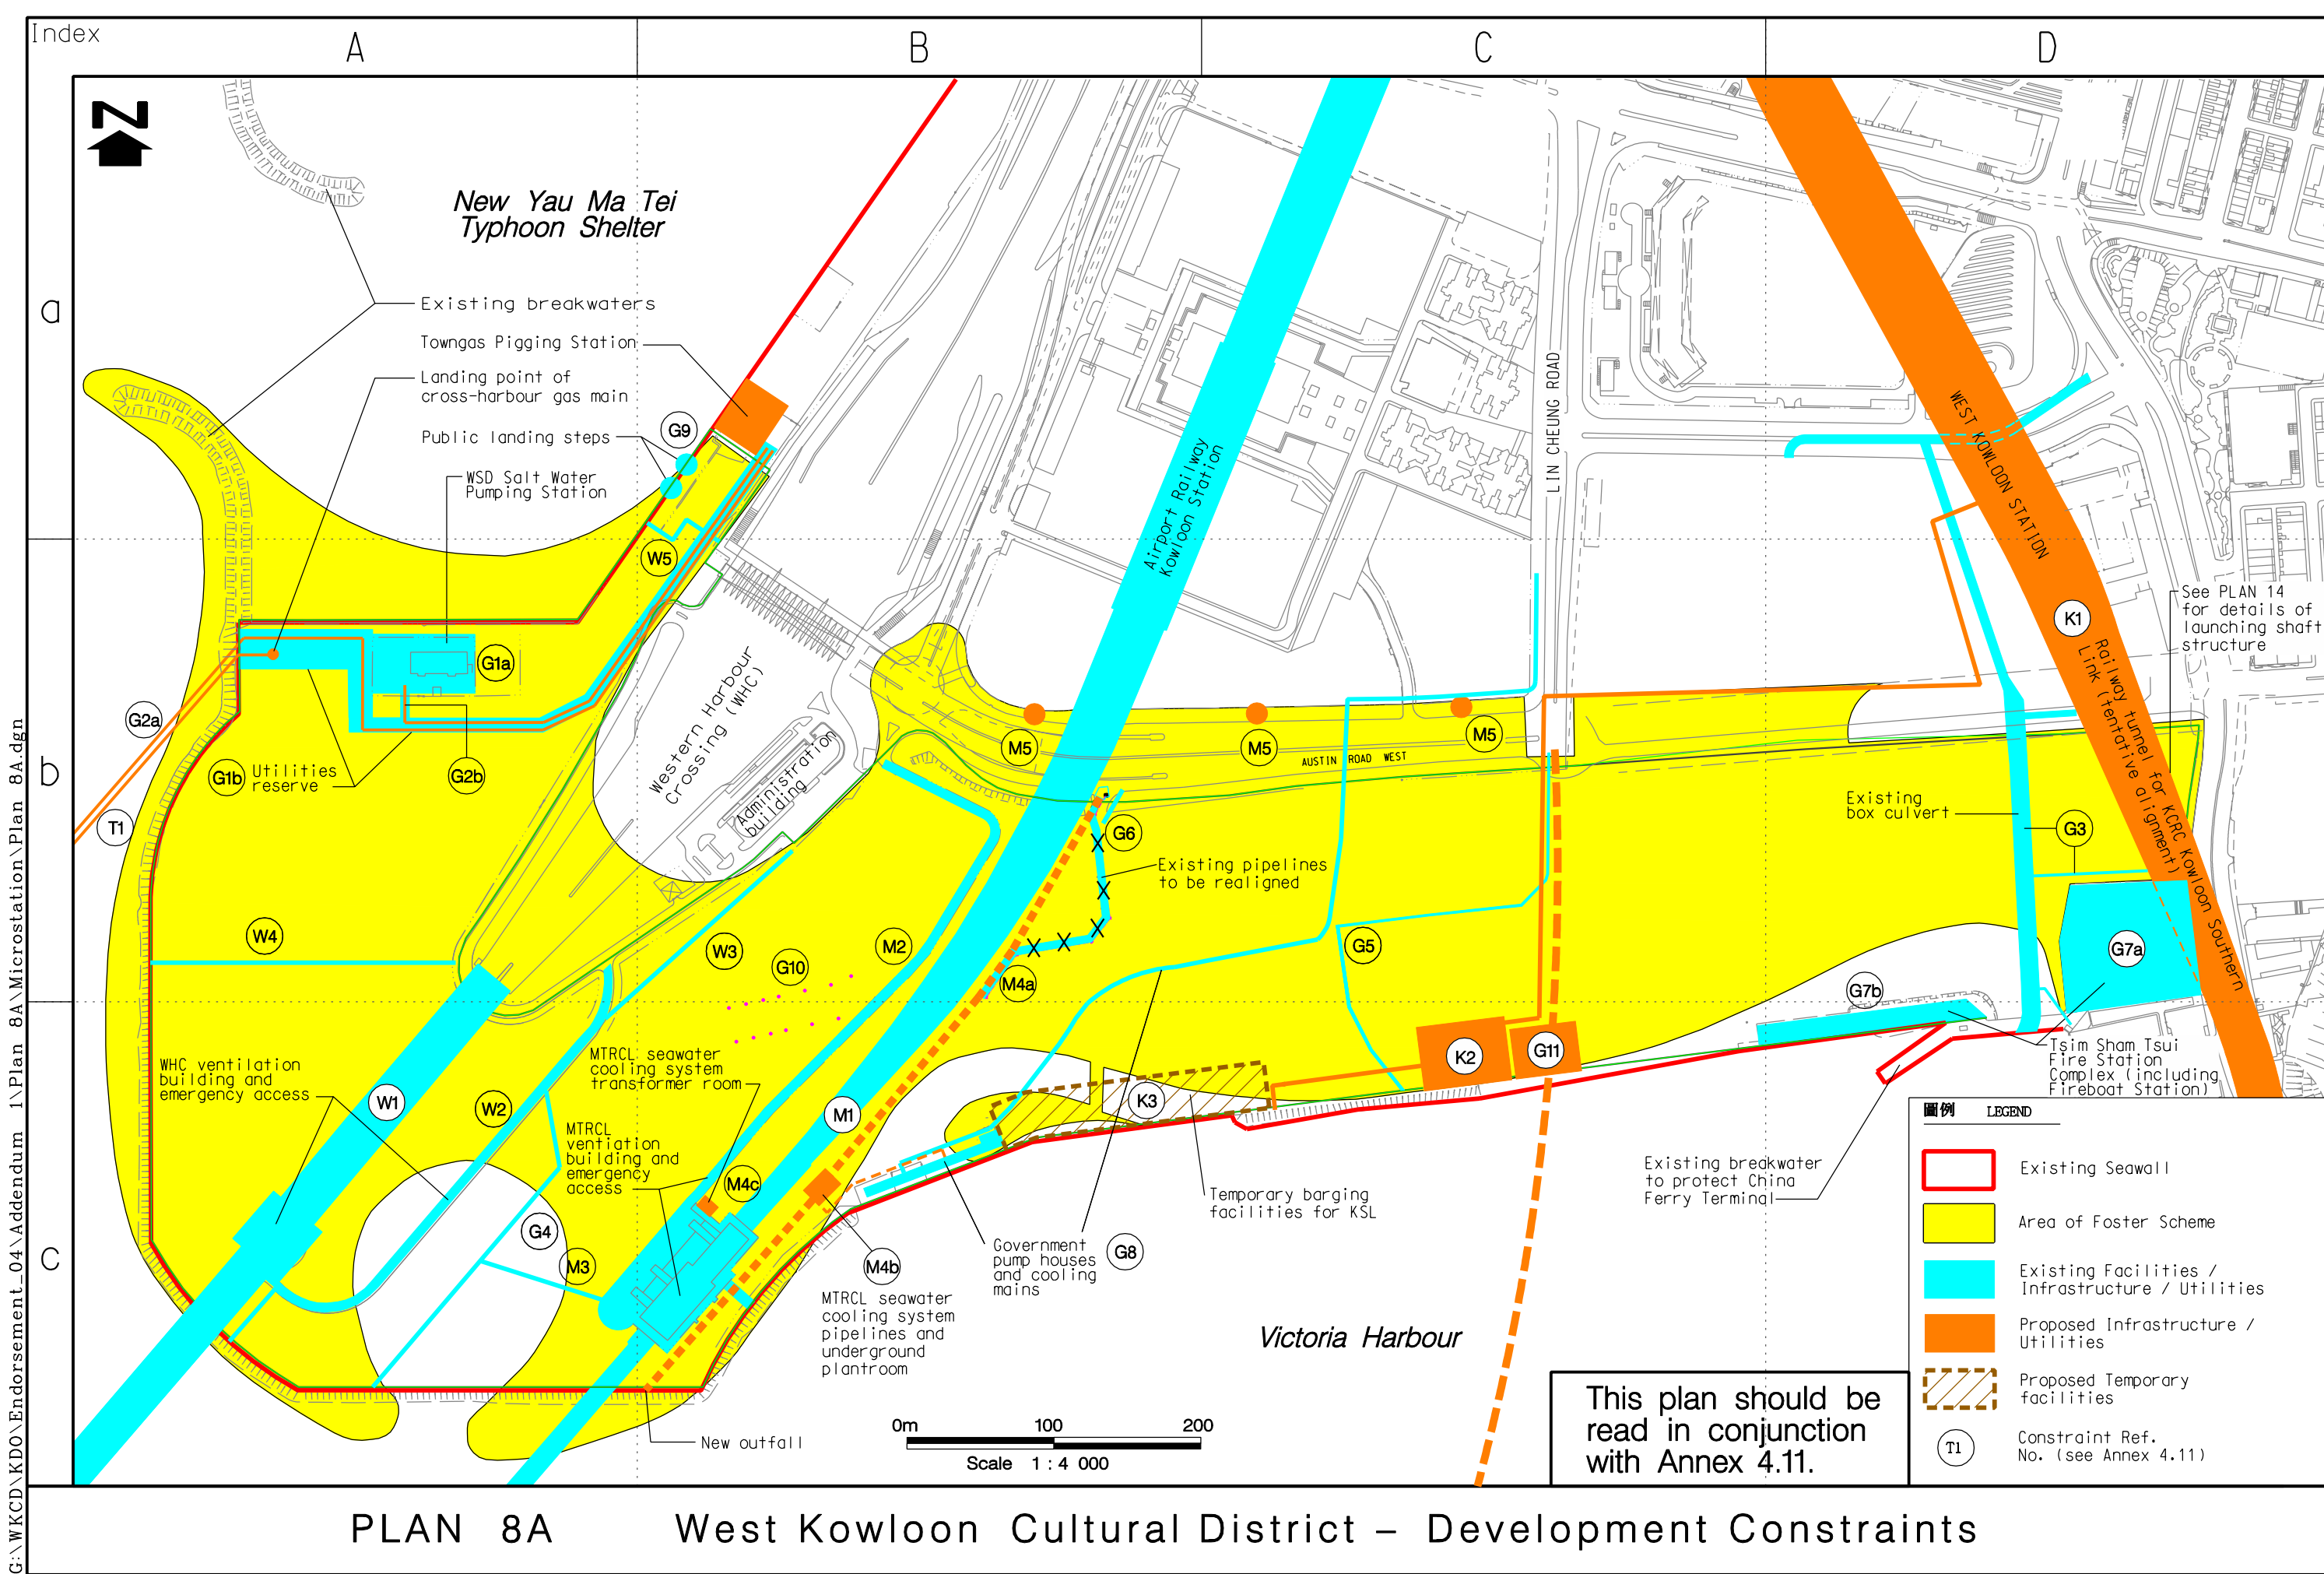 Index
A
B
C
D
a
b
c
N
New Yau Ma Tei
Typhoon Shelter
Existing breakwaters
Towngas Pigging Station
Landing point of
cross-harbour gas main
Public landing steps
G9
WSD Salt Water
Pumping Station
W5
G1a
G2a
G1b
Utilities
reserve
G2b
T1
W4
Western Harbour
Crossing (WHC)
Administration
building
Airport Railway
Kowloon Station
LIN CHEUNG ROAD
WEST KOWLOON STATION
K1
See PLAN 14
for details of
launching shaft
structure
Railway tunnel for KCRC Kowloon Southern
Link (tentative alignment)
M5
M5
M5
AUSTIN ROAD WEST
G6
Existing pipelines
to be realigned
Existing
box culvert
G3
W3
G10
M2
M4a
G5
G7a
G7b
WHC ventilation
building and
emergency access
W1
W2
MTRCL seawater
cooling system
transformer room
MTRCL
ventiation
building and
emergency
access
M1
M4c
G4
M3
M4b
MTRCL seawater
cooling system
pipelines and
underground
plantroom
K3
K2
G11
Temporary barging
facilities for KSL
Government
pump houses
and cooling
mains
G8
Existing breakwater
to protect China
Ferry Terminal
Tsim Sha Tsui
Fire Station
Complex (including
Fireboat Station)
New outfall
Victoria Harbour
0m 100 200
Scale 1 : 4 000
This plan should be
read in conjunction
with Annex 4.11.
圖例 LEGEND
Existing Seawall
Area of Foster Scheme
Existing Facilities /
Infrastructure / Utilities
Proposed Infrastructure /
Utilities
Proposed Temporary
facilities
T1
Constraint Ref.
No. (see Annex 4.11)
PLAN 8A West Kowloon Cultural District – Development Constraints
G:\WKCD\KDO\Endorsement_04\Addendum 1\Plan 8A\Microstation\Plan 8A.dgn